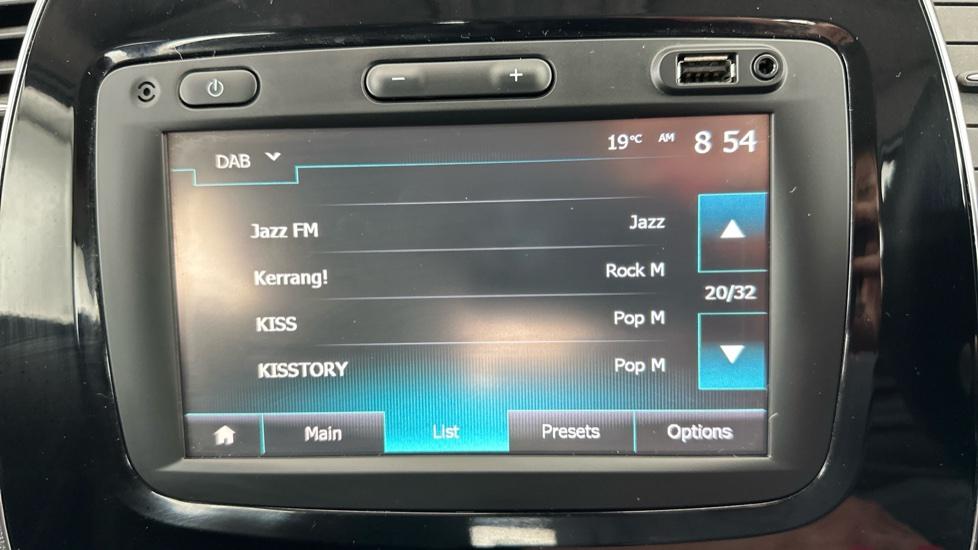 − +
DAB 19°C AM 8 54
Jazz FM Jazz
Kerrang! Rock M
KISS Pop M
20/32
KISSTORY Pop M
Main List Presets Options